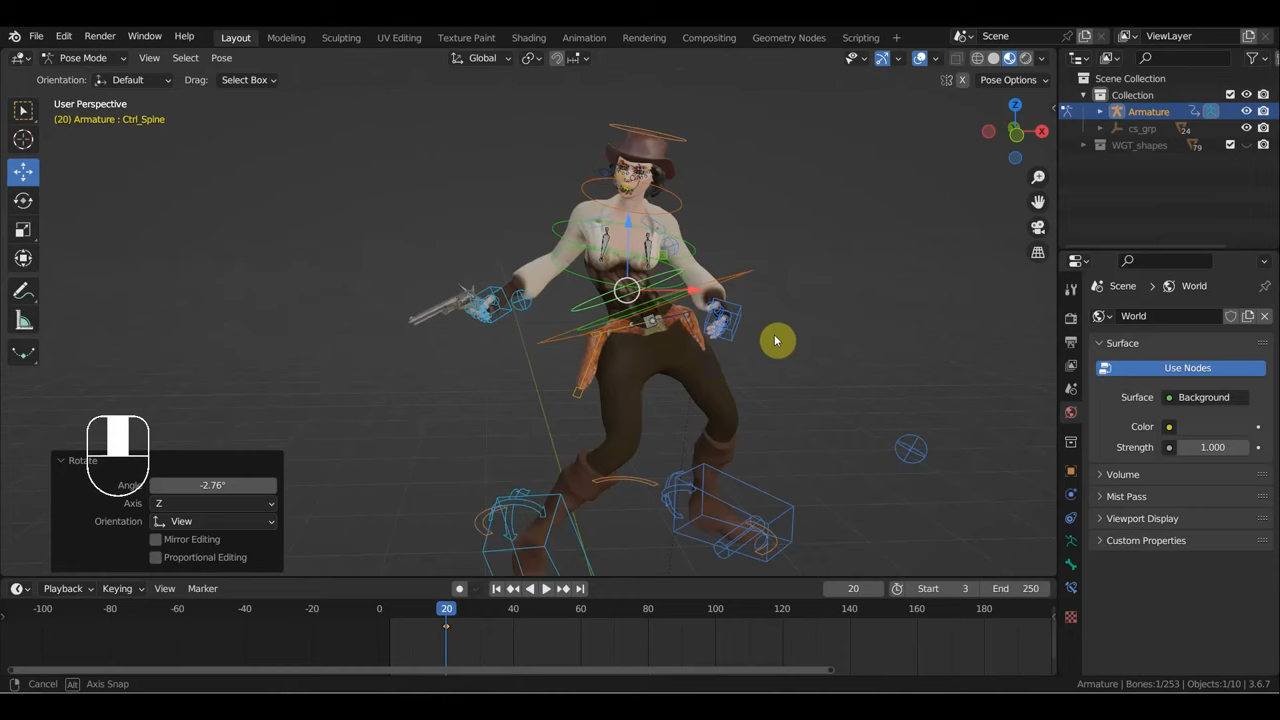 File Edit Render Window Help Layout Modeling Sculpting UV Editing Texture Paint Shading Animation Rendering Compositing Geometry Nodes Scripting + Scene ViewLayer
Pose Mode View Select Pose Global
Orientation: Default Drag: Select Box X Pose Options
Scene Collection
Collection
Armature
cs_grp 24
WGT_shapes 79
User Perspective
(20) Armature : Ctrl_Spine
Z
X
Scene > World
World
Surface
Use Nodes
Surface Background
Color
Strength 1.000
Volume
Mist Pass
Viewport Display
Custom Properties
Rotate
Angle -2.76°
Axis Z
Orientation View
Mirror Editing
Proportional Editing
Playback Keying View Marker 20 Start 3 End 250
-100 -80 -60 -40 -20 0 20 40 60 80 100 120 140 160 180
Cancel Alt Axis Snap Armature | Bones:1/253 | Objects:1/10 | 3.6.7